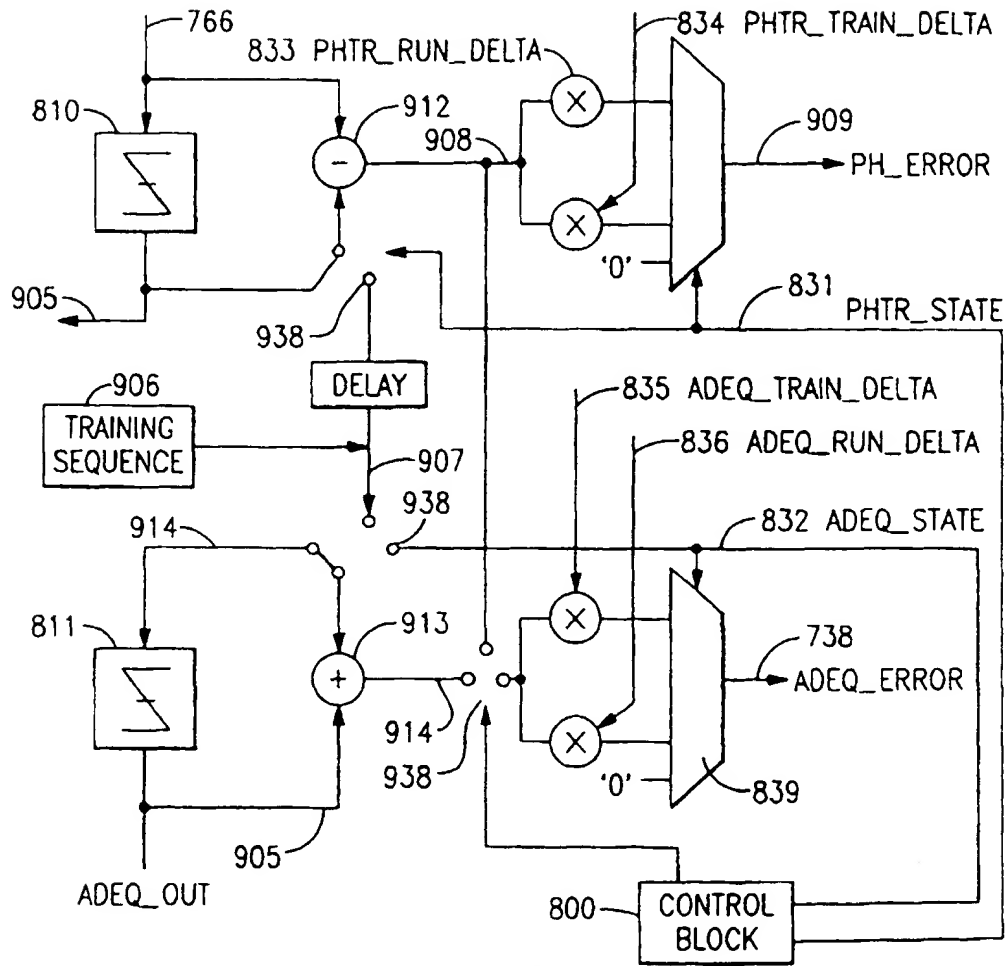 766
833 PHTR_RUN_DELTA
834 PHTR_TRAIN_DELTA
810
912
908
909
PH_ERROR
-
X
X
'0'
905
938
831
PHTR_STATE
DELAY
906
TRAINING
SEQUENCE
907
835 ADEQ_TRAIN_DELTA
836 ADEQ_RUN_DELTA
914
938
832 ADEQ_STATE
811
913
+
X
X
738
ADEQ_ERROR
914
938
'0'
839
905
ADEQ_OUT
800
CONTROL
BLOCK